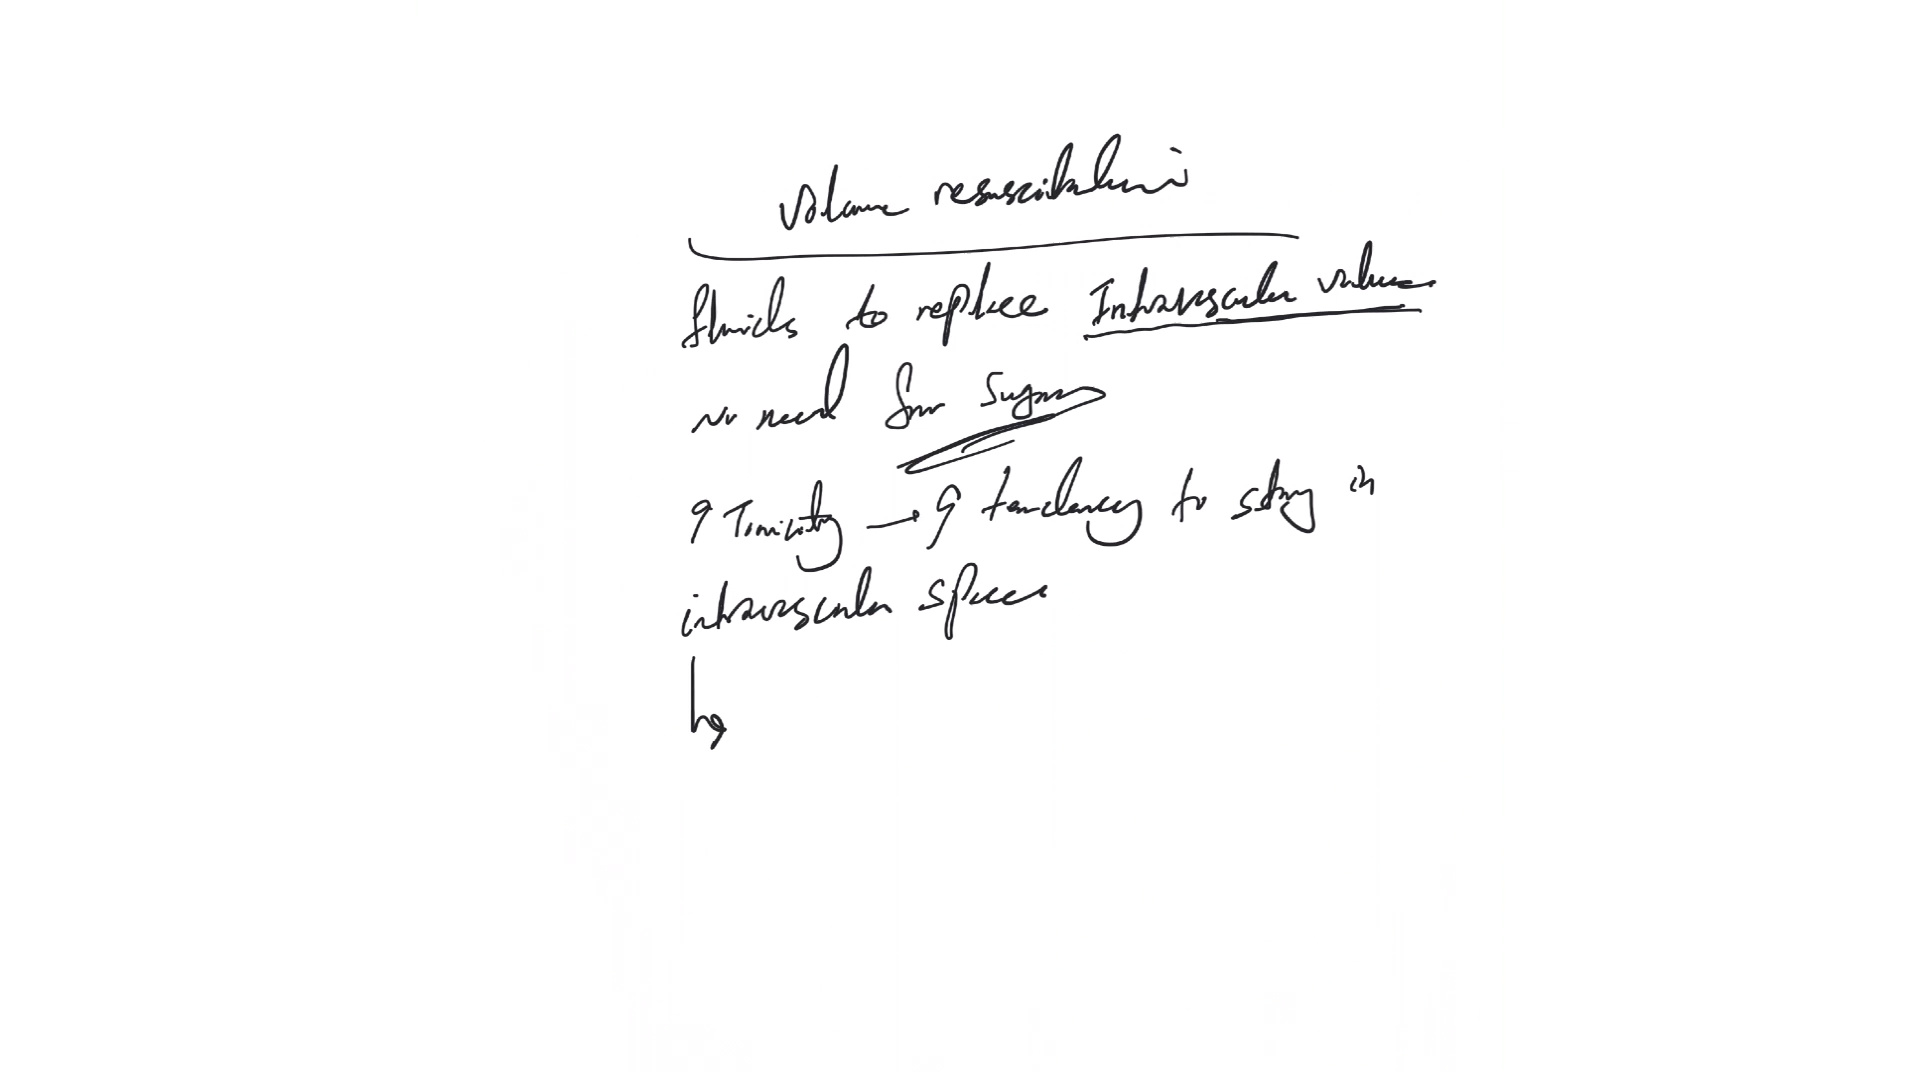 Volume resuscitation
fluids to replace Intravascular volume
no need for sugar
↑ Tonicity → ↑ tendency to stay in
intravascular space
↳